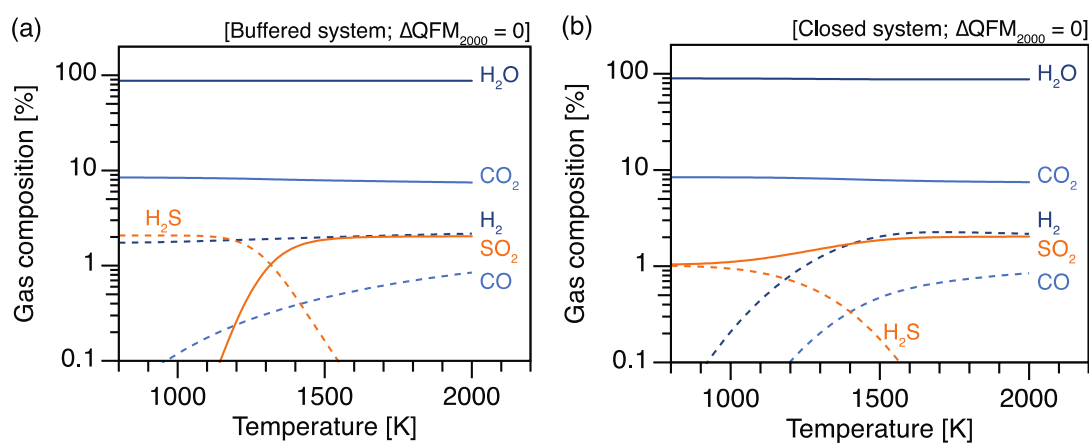 (a)
[Buffered system; ΔQFM2000 = 0]
Gas composition [%]
100
10
1
0.1
H2O
CO2
H2S
H2
SO2
CO
1000
1500
2000
Temperature [K]
(b)
[Closed system; ΔQFM2000 = 0]
Gas composition [%]
100
10
1
0.1
H2O
CO2
H2
SO2
CO
H2S
1000
1500
2000
Temperature [K]